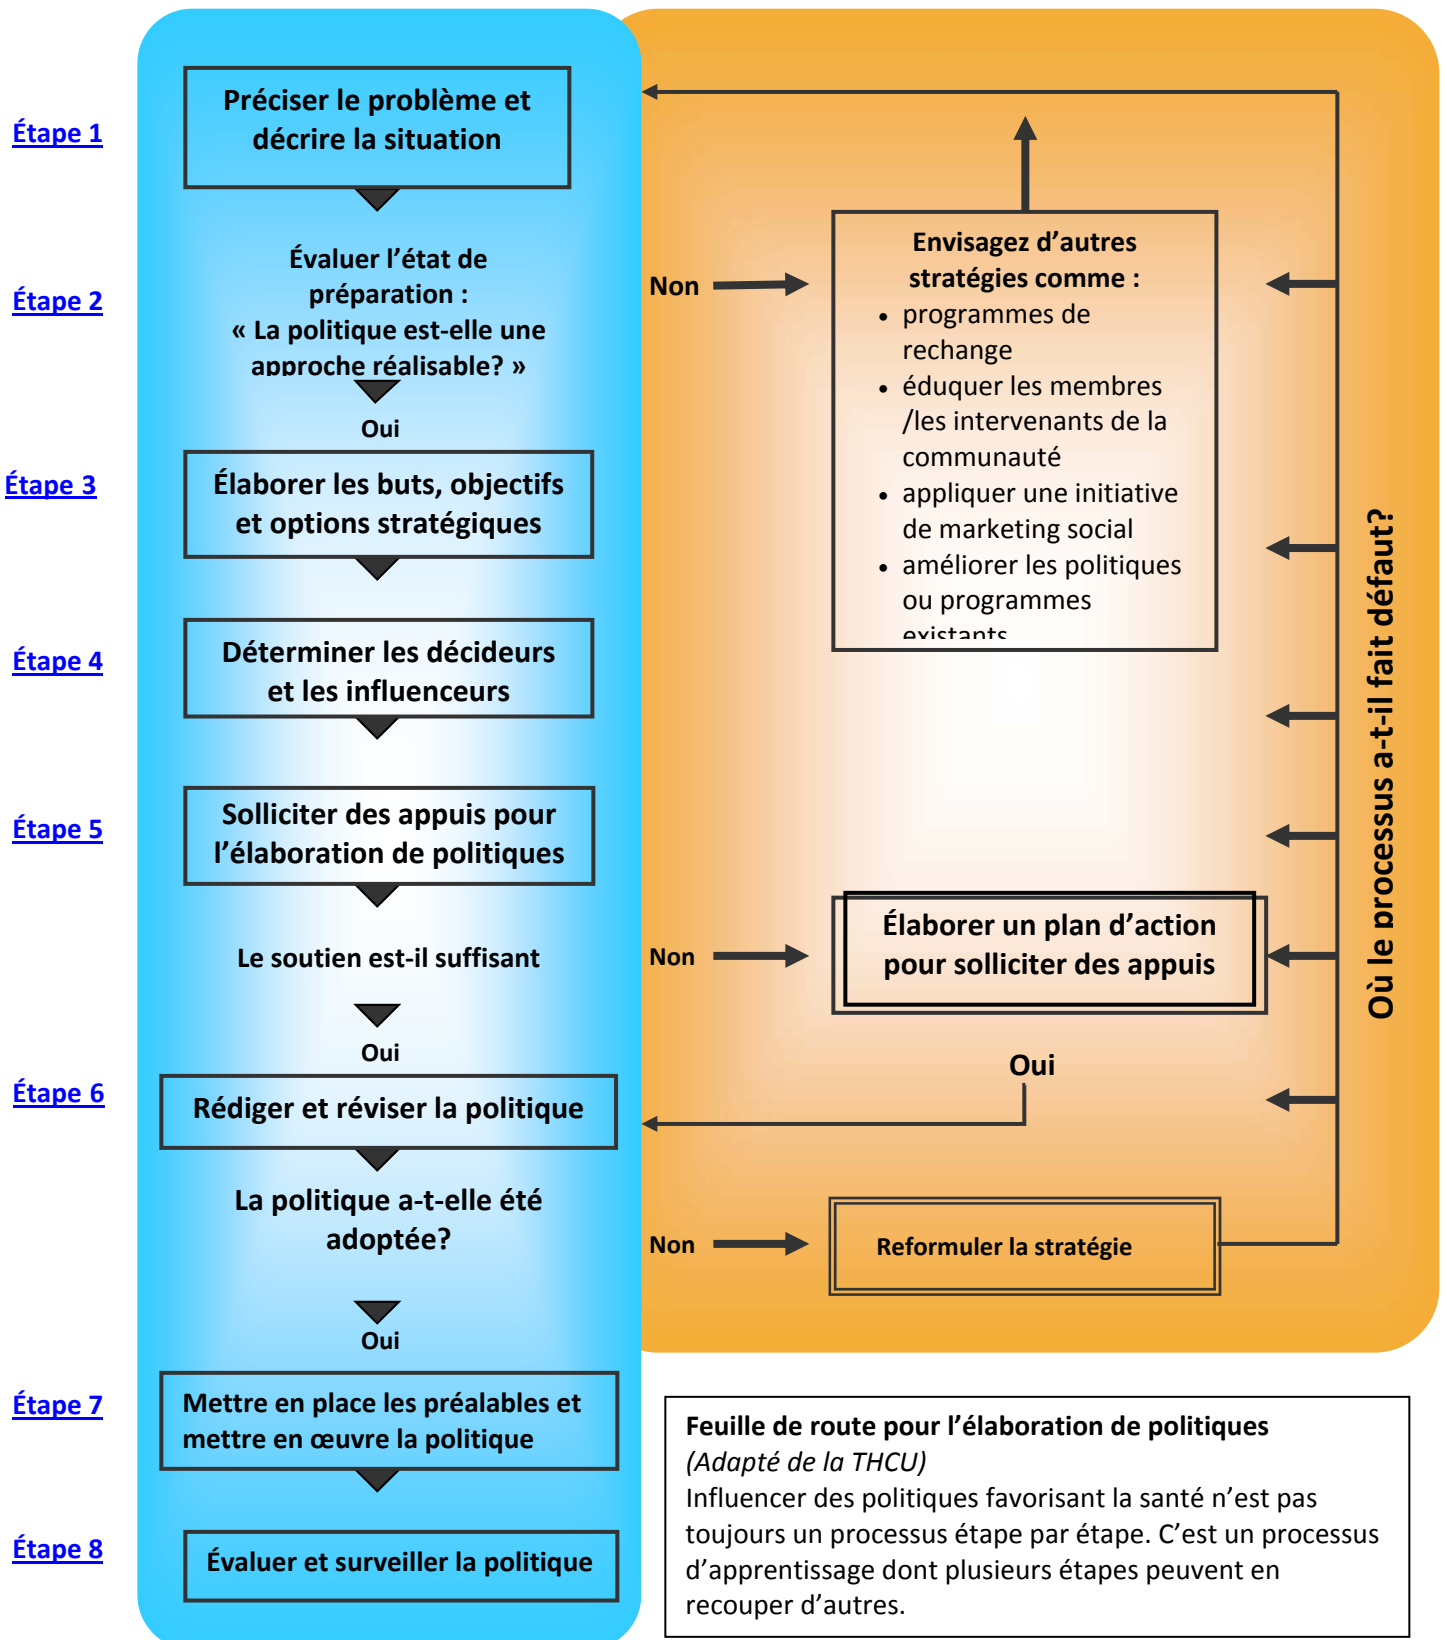 Étape 1
Préciser le problème et
décrire la situation
Étape 2
Évaluer l’état de
préparation :
« La politique est-elle une
approche réalisable? »
Non
Envisagez d’autres
stratégies comme :
• programmes de
rechange
• éduquer les membres
/les intervenants de la
communauté
• appliquer une initiative
de marketing social
• améliorer les politiques
ou programmes
existants
Oui
Étape 3
Élaborer les buts, objectifs
et options stratégiques
Étape 4
Déterminer les décideurs
et les influenceurs
Étape 5
Solliciter des appuis pour
l’élaboration de politiques
Le soutien est-il suffisant
Non
Élaborer un plan d’action
pour solliciter des appuis
Oui
Oui
Étape 6
Rédiger et réviser la politique
La politique a-t-elle été
adoptée?
Non
Reformuler la stratégie
Où le processus a-t-il fait défaut?
Oui
Étape 7
Mettre en place les préalables et
mettre en œuvre la politique
Étape 8
Évaluer et surveiller la politique
Feuille de route pour l’élaboration de politiques
(Adapté de la THCU)
Influencer des politiques favorisant la santé n’est pas
toujours un processus étape par étape. C’est un processus
d’apprentissage dont plusieurs étapes peuvent en
recouper d’autres.